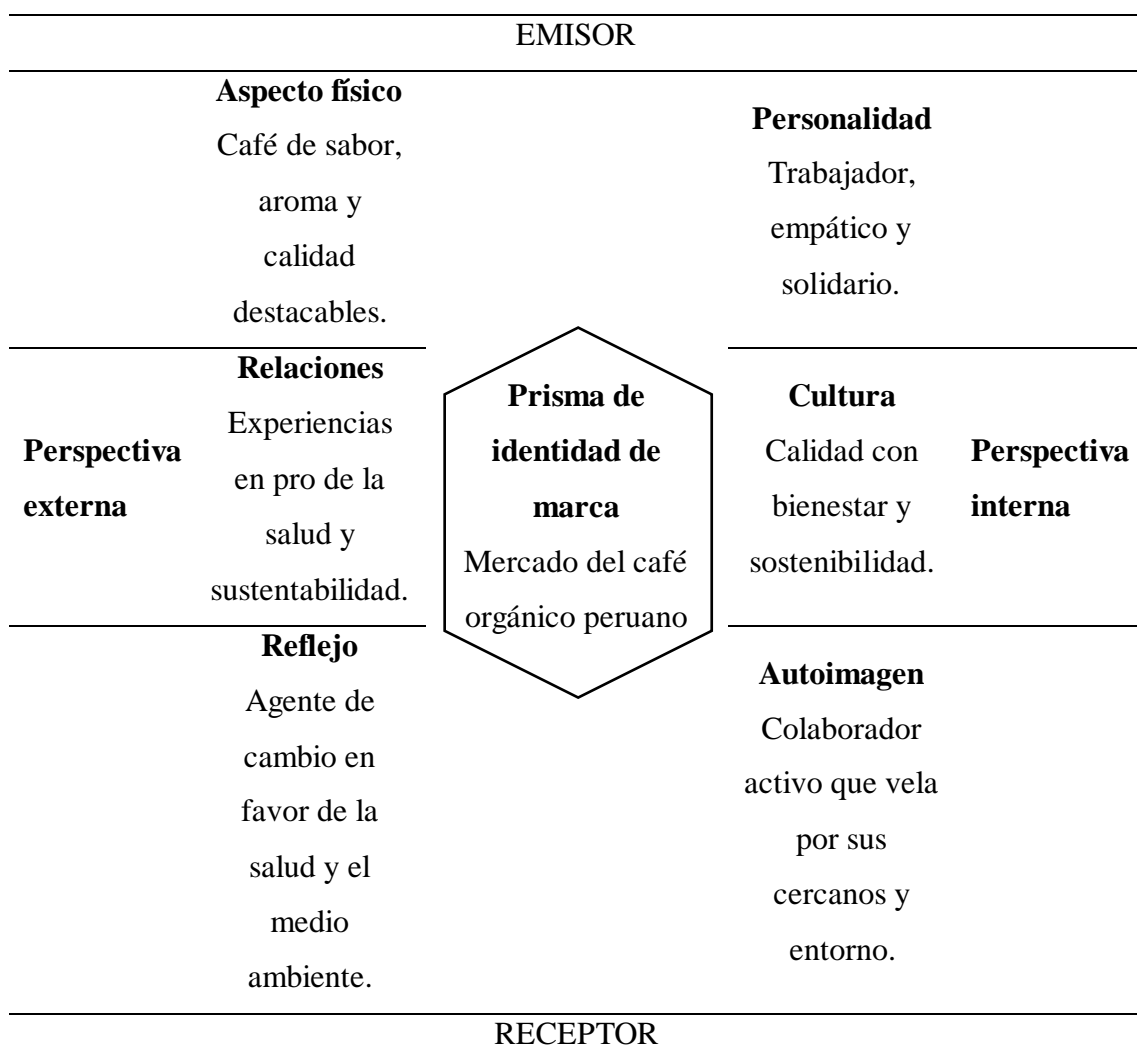 EMISOR
Aspecto físico
Café de sabor,
aroma y
calidad
destacables.
Personalidad
Trabajador,
empático y
solidario.
Perspectiva
externa
Relaciones
Experiencias
en pro de la
salud y
sustentabilidad.
Prisma de
identidad de
marca
Mercado del café
orgánico peruano
Cultura
Calidad con
bienestar y
sostenibilidad.
Perspectiva
interna
Reflejo
Agente de
cambio en
favor de la
salud y el
medio
ambiente.
Autoimagen
Colaborador
activo que vela
por sus
cercanos y
entorno.
RECEPTOR